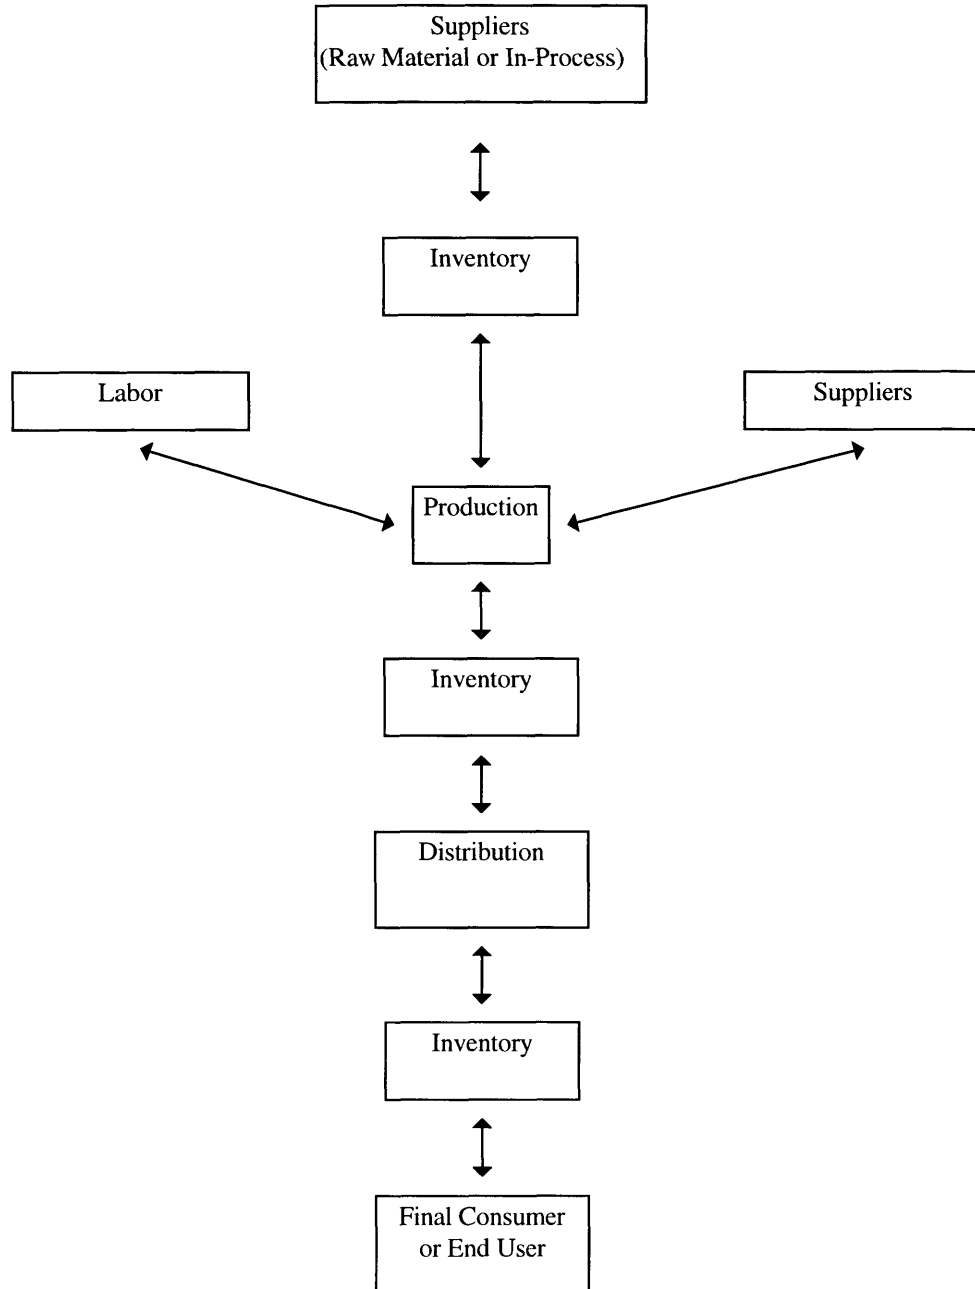 Suppliers
(Raw Material or In-Process)
Inventory
Labor
Suppliers
Production
Inventory
Distribution
Inventory
Final Consumer
or End User